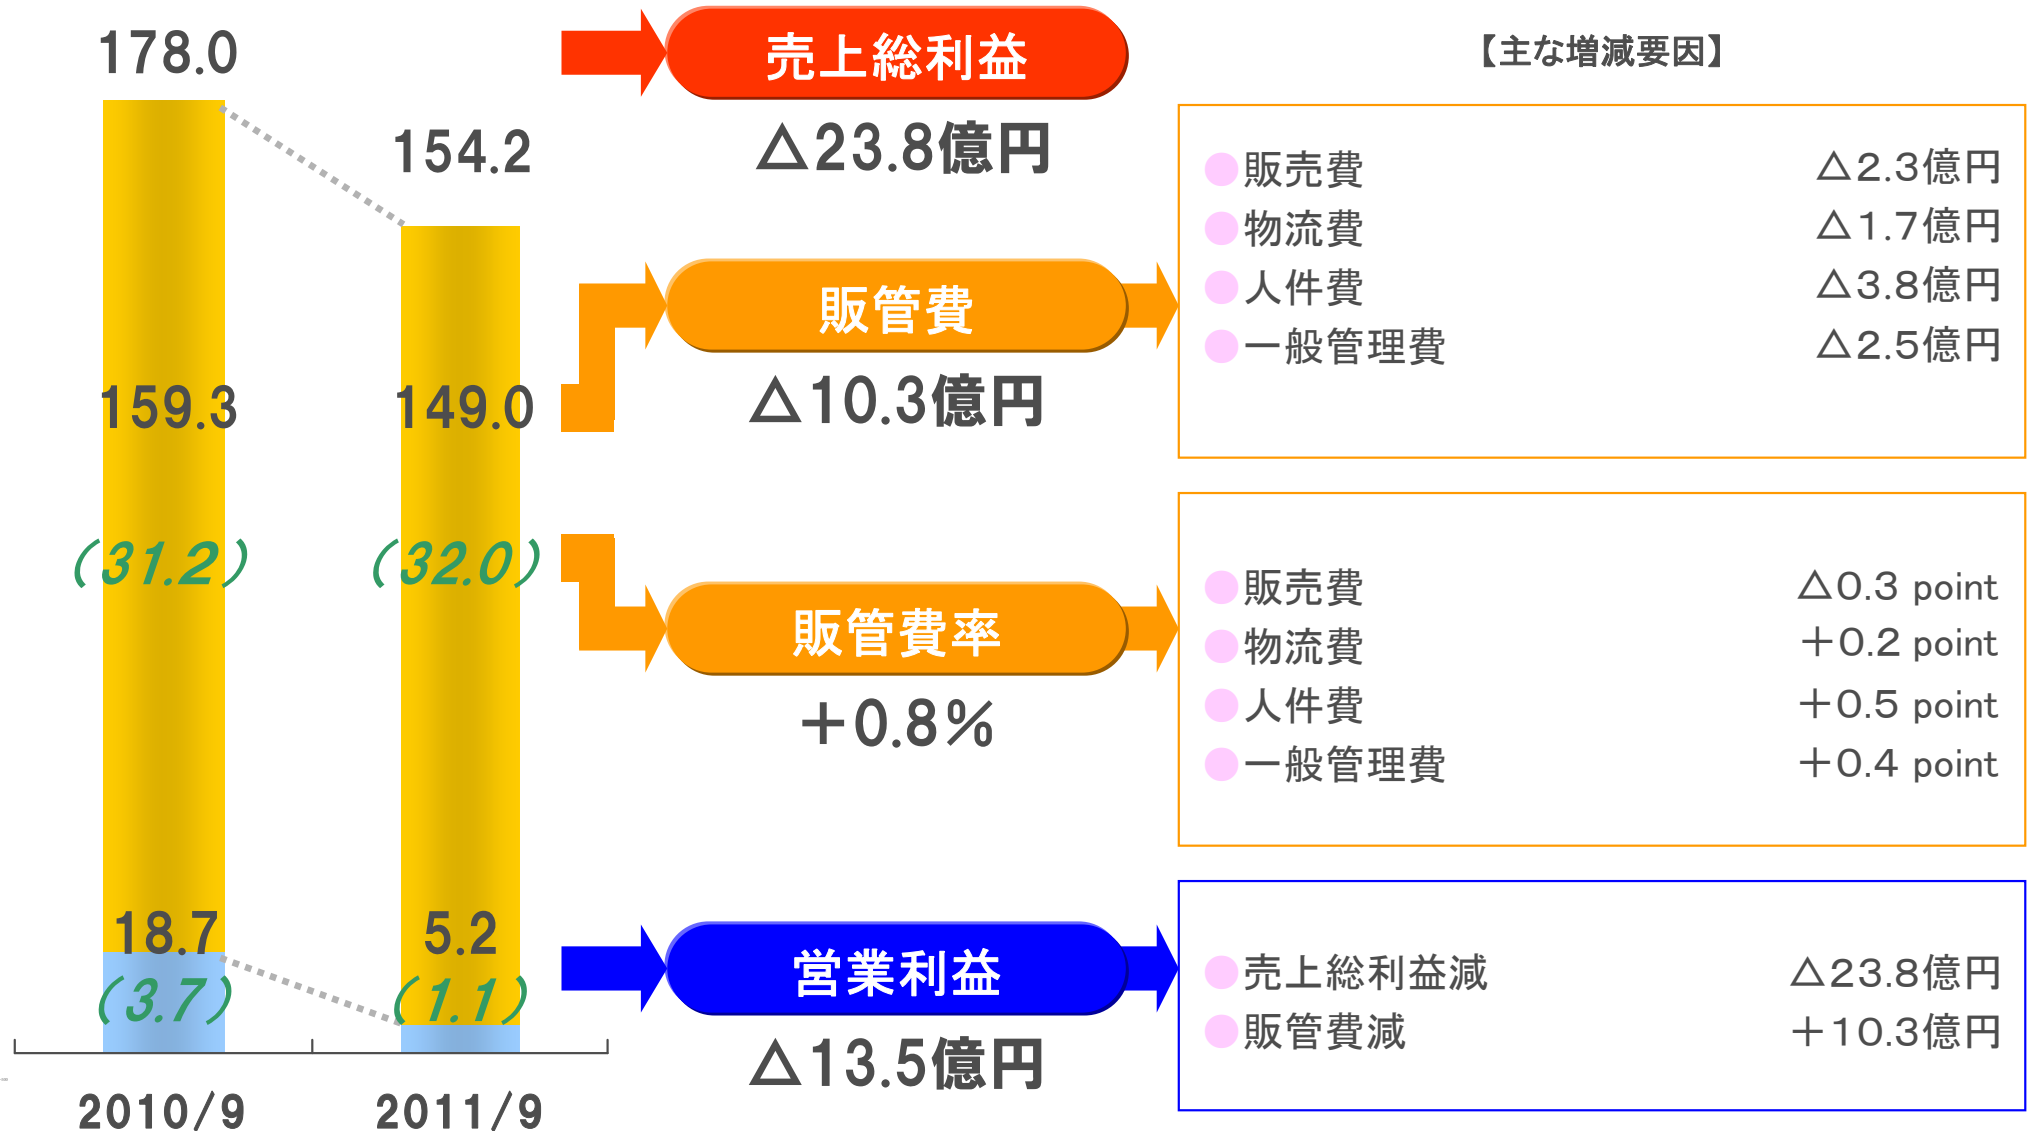 178.0
154.2
159.3
149.0
(31.2)
(32.0)
18.7
5.2
(3.7)
(1.1)
2010/9
2011/9
売上総利益
△23.8億円
販管費
△10.3億円
販管費率
+0.8%
営業利益
△13.5億円
【主な増減要因】
●販売費 △2.3億円
●物流費 △1.7億円
●人件費 △3.8億円
●一般管理費 △2.5億円
●販売費 △0.3 point
●物流費 +0.2 point
●人件費 +0.5 point
●一般管理費 +0.4 point
●売上総利益減 △23.8億円
●販管費減 +10.3億円